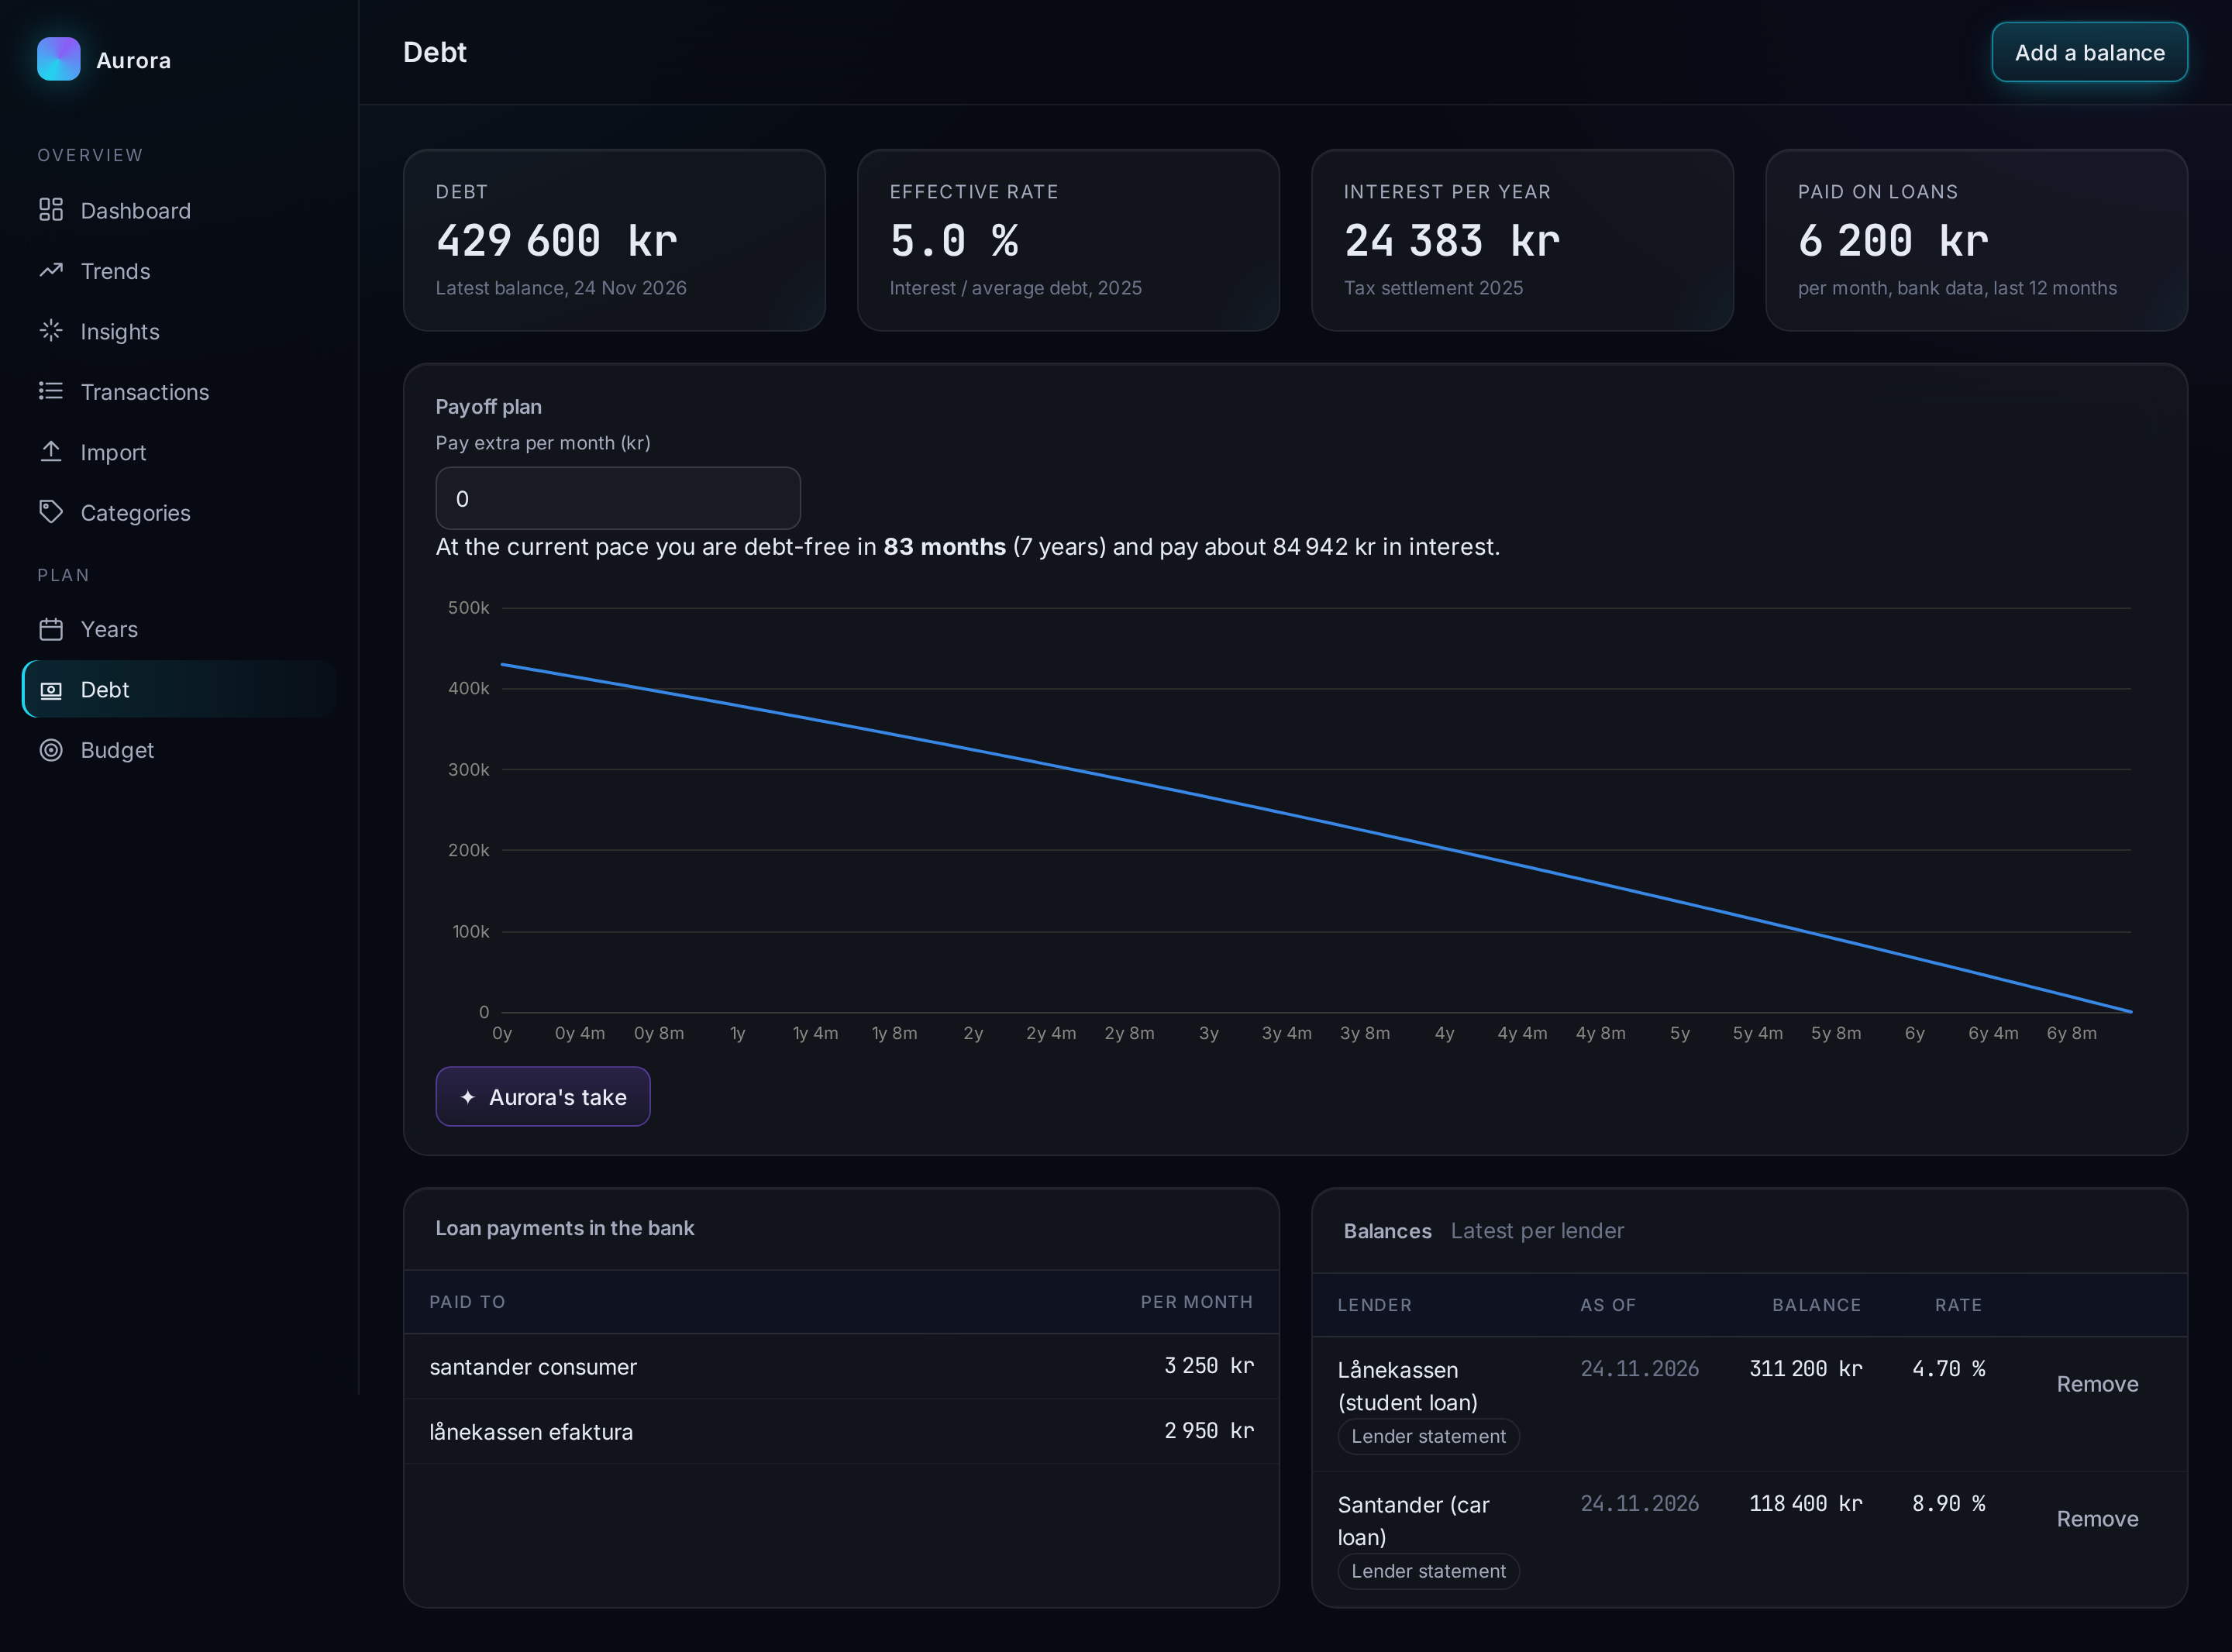 Aurora
OVERVIEW
Dashboard
Trends
Insights
Transactions
Import
Categories
PLAN
Years
Debt
Budget
Debt
Add a balance
DEBT
429 600 kr
Latest balance, 24 Nov 2026
EFFECTIVE RATE
5.0 %
Interest / average debt, 2025
INTEREST PER YEAR
24 383 kr
Tax settlement 2025
PAID ON LOANS
6 200 kr
per month, bank data, last 12 months
Payoff plan
Pay extra per month (kr)
0
At the current pace you are debt-free in 83 months (7 years) and pay about 84 942 kr in interest.
500k
400k
300k
200k
100k
0
0y 0y 4m 0y 8m 1y 1y 4m 1y 8m 2y 2y 4m 2y 8m 3y 3y 4m 3y 8m 4y 4y 4m 4y 8m 5y 5y 4m 5y 8m 6y 6y 4m 6y 8m
✦ Aurora's take
Loan payments in the bank
PAID TO PER MONTH
santander consumer 3 250 kr
lånekassen efaktura 2 950 kr
Balances Latest per lender
LENDER AS OF BALANCE RATE
Lånekassen 24.11.2026 311 200 kr 4.70 % Remove
(student loan)
Lender statement
Santander (car 24.11.2026 118 400 kr 8.90 % Remove
loan)
Lender statement